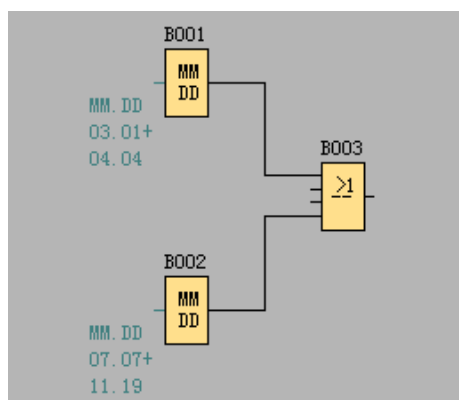 B001
MM
DD
MM.DD
03.01+
04.04
B003
≥1
B002
MM
DD
MM.DD
07.07+
11.19